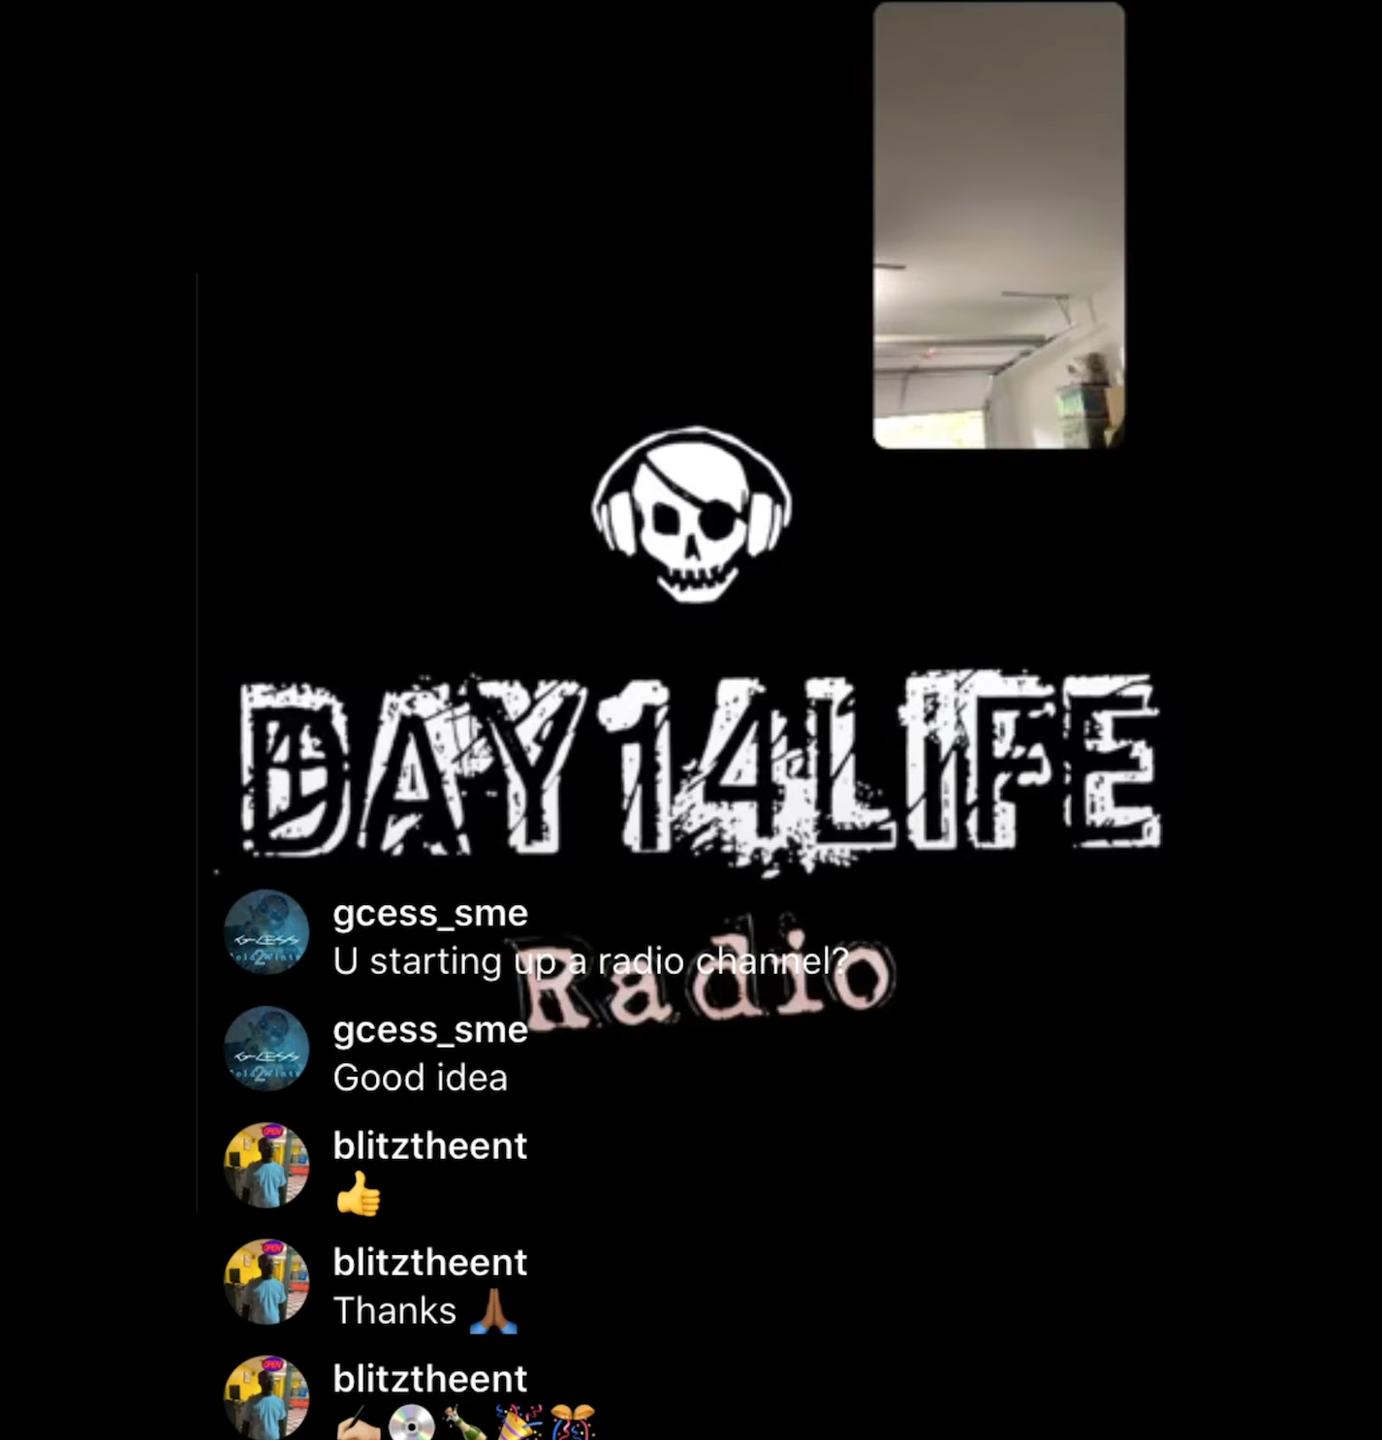 DAY14LIFE
Radio
gcess_sme
U starting up a radio channel?
gcess_sme
Good idea
blitztheent
👍
blitztheent
Thanks 🙏🏾
blitztheent
✍🏼💿🍾🎉🎊